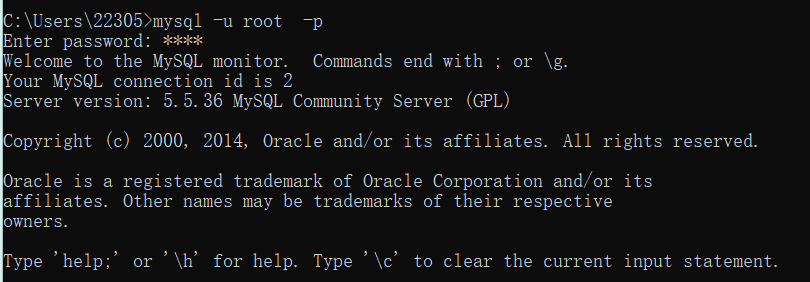 C:\Users\22305>mysql -u root  -p
Enter password: ****
Welcome to the MySQL monitor.  Commands end with ; or \g.
Your MySQL connection id is 2
Server version: 5.5.36 MySQL Community Server (GPL)
Copyright (c) 2000, 2014, Oracle and/or its affiliates. All rights reserved.
Oracle is a registered trademark of Oracle Corporation and/or its
affiliates. Other names may be trademarks of their respective
owners.
Type 'help;' or '\h' for help. Type '\c' to clear the current input statement.